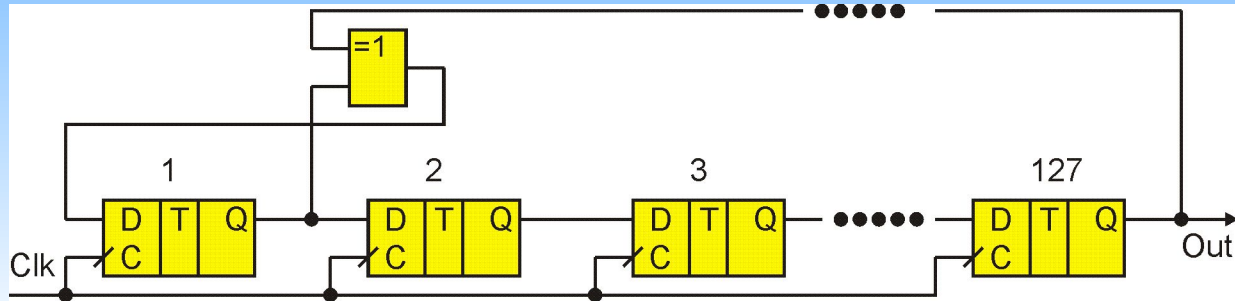 =1
1 2 3 127
D T Q D T Q D T Q D T Q
C C C C
Clk Out